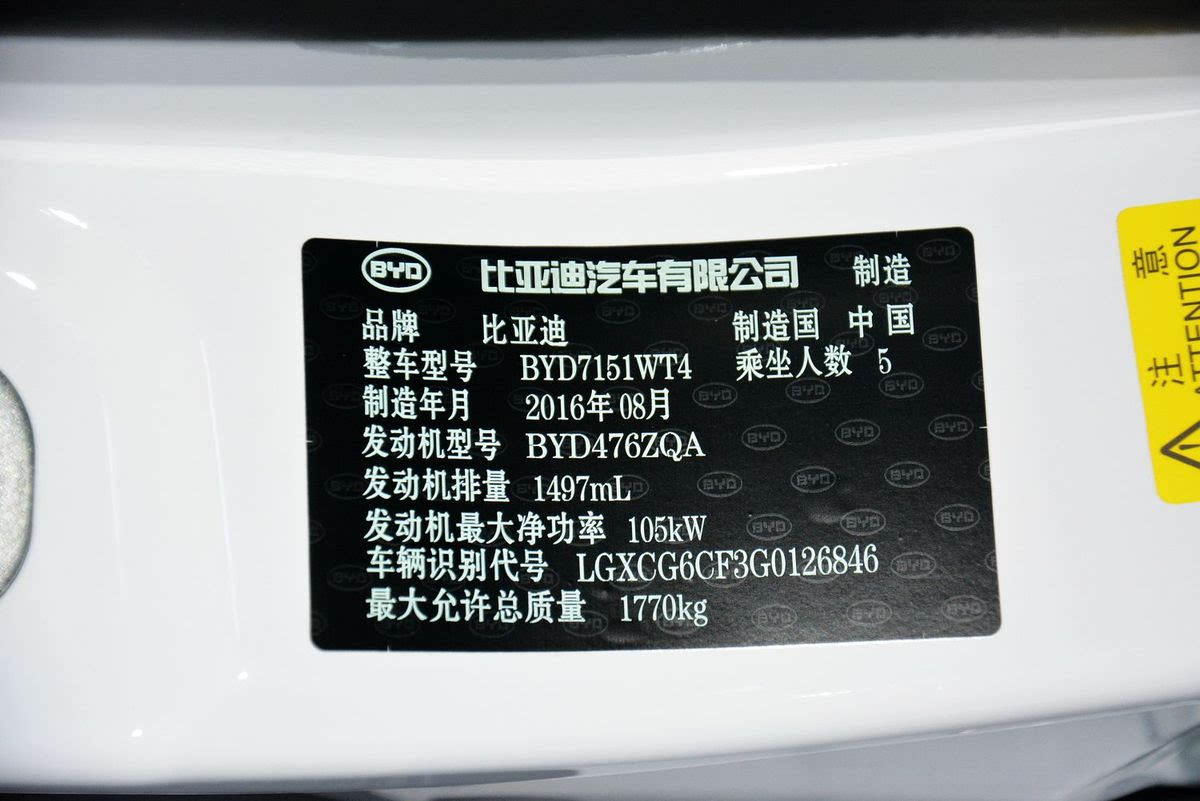 BYD 比亚迪汽车有限公司 制造
品牌 比亚迪 制造国 中国
整车型号 BYD7151WT4 乘坐人数 5
制造年月 2016年08月
发动机型号 BYD476ZQA
发动机排量 1497mL
发动机最大净功率 105kW
车辆识别代号 LGXCG6CF3G0126846
最大允许总质量 1770kg
注意
ATTENTION